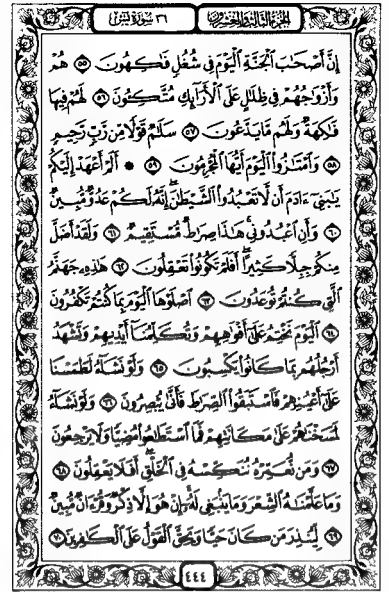 الجزء الثالث والعشرون ٣٦ سورة يس
إِنَّ أَصْحَٰبَ ٱلْجَنَّةِ ٱلْيَوْمَ فِى شُغُلٍ فَٰكِهُونَ ٥٥ هُمْ
وَأَزْوَٰجُهُمْ فِى ظِلَٰلٍ عَلَى ٱلْأَرَآئِكِ مُتَّكِـُٔونَ ٥٦ لَهُمْ فِيهَا
فَٰكِهَةٌ وَلَهُم مَّا يَدَّعُونَ ٥٧ سَلَٰمٌ قَوْلًا مِّن رَّبٍّ رَّحِيمٍ
٥٨ وَٱمْتَٰزُوا۟ ٱلْيَوْمَ أَيُّهَا ٱلْمُجْرِمُونَ ٥٩ ۞ أَلَمْ أَعْهَدْ إِلَيْكُمْ
يَٰبَنِىٓ ءَادَمَ أَن لَّا تَعْبُدُوا۟ ٱلشَّيْطَٰنَ ۖ إِنَّهُۥ لَكُمْ عَدُوٌّ مُّبِينٌ
٦٠ وَأَنِ ٱعْبُدُونِى ۚ هَٰذَا صِرَٰطٌ مُّسْتَقِيمٌ ٦١ وَلَقَدْ أَضَلَّ
مِنكُمْ جِبِلًّا كَثِيرًا ۖ أَفَلَمْ تَكُونُوا۟ تَعْقِلُونَ ٦٢ هَٰذِهِۦ جَهَنَّمُ
ٱلَّتِى كُنتُمْ تُوعَدُونَ ٦٣ ٱصْلَوْهَا ٱلْيَوْمَ بِمَا كُنتُمْ تَكْفُرُونَ
٦٤ ٱلْيَوْمَ نَخْتِمُ عَلَىٰٓ أَفْوَٰهِهِمْ وَتُكَلِّمُنَآ أَيْدِيهِمْ وَتَشْهَدُ
أَرْجُلُهُم بِمَا كَانُوا۟ يَكْسِبُونَ ٦٥ وَلَوْ نَشَآءُ لَطَمَسْنَا
عَلَىٰٓ أَعْيُنِهِمْ فَٱسْتَبَقُوا۟ ٱلصِّرَٰطَ فَأَنَّىٰ يُبْصِرُونَ ٦٦ وَلَوْ نَشَآءُ
لَمَسَخْنَٰهُمْ عَلَىٰ مَكَانَتِهِمْ فَمَا ٱسْتَطَٰعُوا۟ مُضِيًّا وَلَا يَرْجِعُونَ
٦٧ وَمَن نُّعَمِّرْهُ نُنَكِّسْهُ فِى ٱلْخَلْقِ ۖ أَفَلَا يَعْقِلُونَ ٦٨
وَمَا عَلَّمْنَٰهُ ٱلشِّعْرَ وَمَا يَنۢبَغِى لَهُۥٓ ۚ إِنْ هُوَ إِلَّا ذِكْرٌ وَقُرْءَانٌ مُّبِينٌ
٦٩ لِّيُنذِرَ مَن كَانَ حَيًّا وَيَحِقَّ ٱلْقَوْلُ عَلَى ٱلْكَٰفِرِينَ ٧٠
٤٤٤